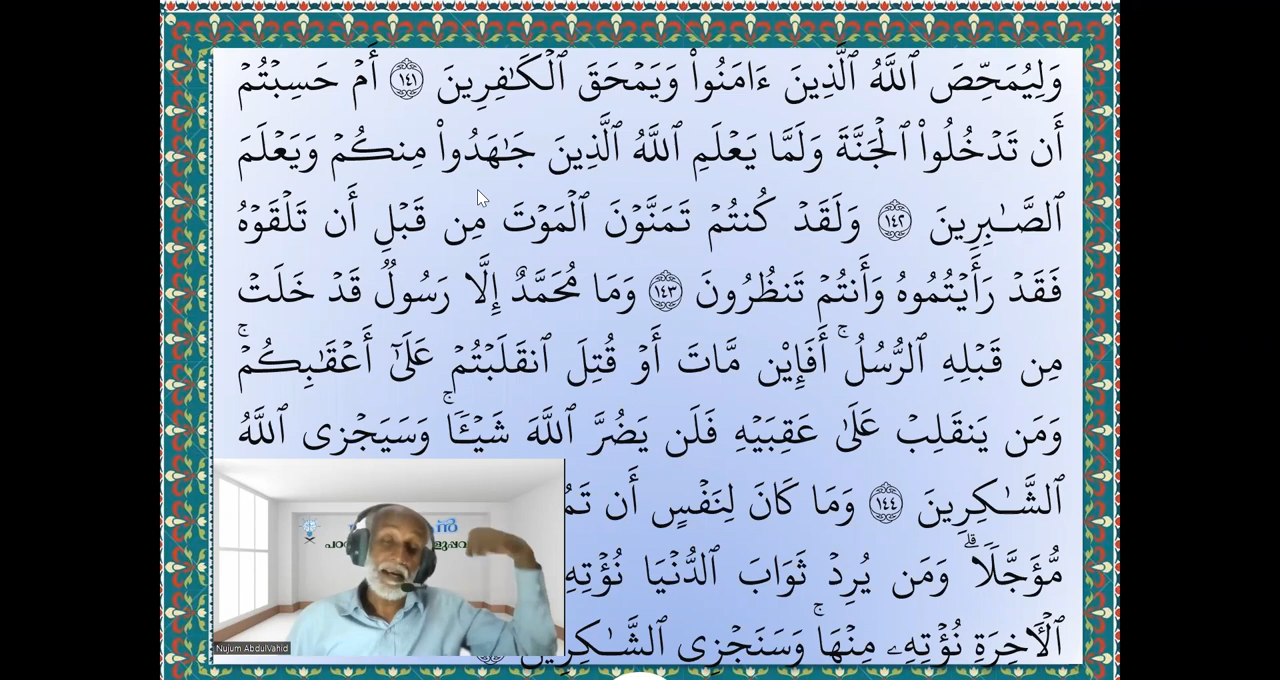 وَلِيُمَحِّصَ ٱللَّهُ ٱلَّذِينَ ءَامَنُوا۟ وَيَمْحَقَ ٱلْكَـٰفِرِينَ ١٤١ أَمْ حَسِبْتُمْ
أَن تَدْخُلُوا۟ ٱلْجَنَّةَ وَلَمَّا يَعْلَمِ ٱللَّهُ ٱلَّذِينَ جَـٰهَدُوا۟ مِنكُمْ وَيَعْلَمَ
ٱلصَّـٰبِرِينَ ١٤٢ وَلَقَدْ كُنتُمْ تَمَنَّوْنَ ٱلْمَوْتَ مِن قَبْلِ أَن تَلْقَوْهُ
فَقَدْ رَأَيْتُمُوهُ وَأَنتُمْ تَنظُرُونَ ١٤٣ وَمَا مُحَمَّدٌ إِلَّا رَسُولٌ قَدْ خَلَتْ
مِن قَبْلِهِ ٱلرُّسُلُ ۚ أَفَإِي۟ن مَّاتَ أَوْ قُتِلَ ٱنقَلَبْتُمْ عَلَىٰٓ أَعْقَـٰبِكُمْ ۚ
وَمَن يَنقَلِبْ عَلَىٰ عَقِبَيْهِ فَلَن يَضُرَّ ٱللَّهَ شَيْـًٔا ۚ وَسَيَجْزِى ٱللَّهُ
ٱلشَّـٰكِرِينَ ١٤٤ وَمَا كَانَ لِنَفْسٍ أَن
مُّؤَجَّلًا ۗ وَمَن يُرِدْ ثَوَابَ ٱلدُّنْيَا نُؤْتِهِ
ٱلْـَٔاخِرَةِ نُؤْتِهِۦ مِنْهَا ۚ وَسَنَجْزِى ٱلشَّـٰكِرِينَ
Nujum AbdulVahid